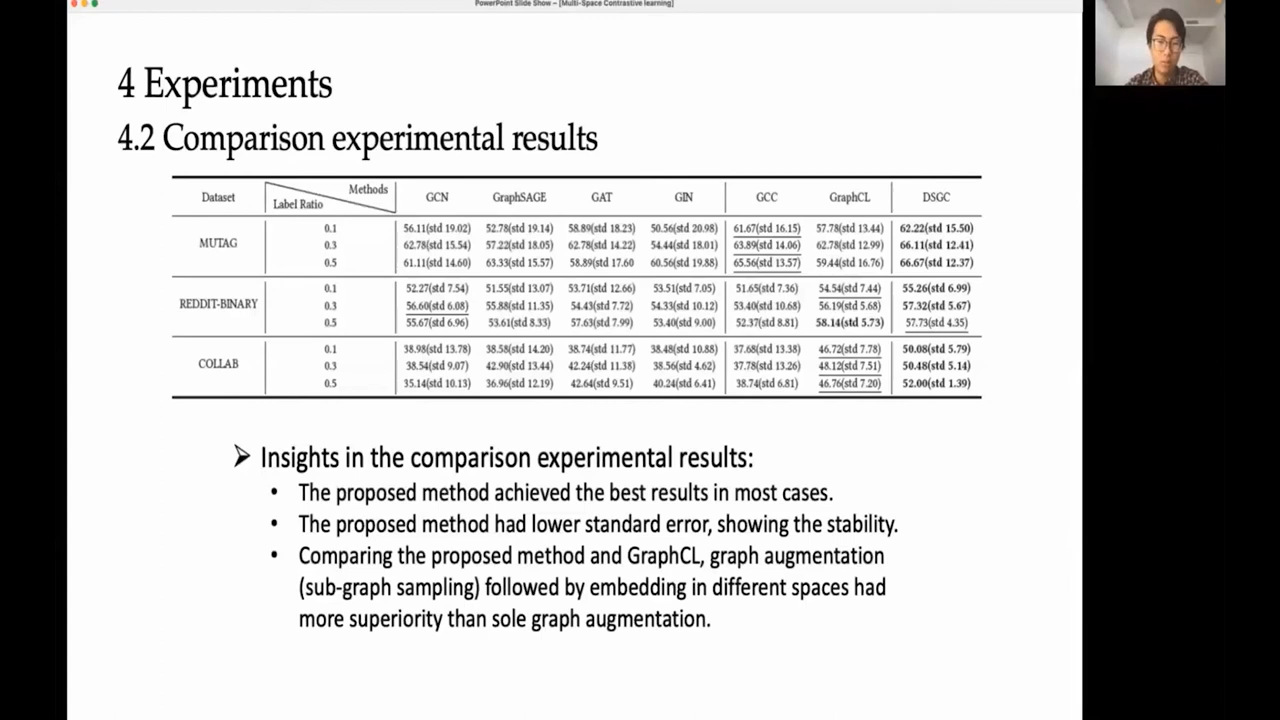 PowerPoint Slide Show – [Multi-Space Contrastive learning]
4 Experiments
4.2 Comparison experimental results
Dataset Methods Label Ratio GCN GraphSAGE GAT GIN GCC GraphCL DSGC
MUTAG
0.1 56.11(std 19.02) 52.78(std 19.14) 58.89(std 18.23) 50.56(std 20.98) 61.67(std 16.15) 57.78(std 13.44) 62.22(std 15.50)
0.3 62.78(std 15.54) 57.22(std 18.05) 62.78(std 14.22) 54.44(std 18.01) 63.89(std 14.06) 62.78(std 12.99) 66.11(std 12.41)
0.5 61.11(std 14.60) 63.33(std 15.57) 58.89(std 17.60 60.56(std 19.88) 65.56(std 13.57) 59.44(std 16.76) 66.67(std 12.37)
REDDIT-BINARY
0.1 52.27(std 7.54) 51.55(std 13.07) 53.71(std 12.66) 53.51(std 7.05) 51.65(std 7.36) 54.54(std 7.44) 55.26(std 6.99)
0.3 56.60(std 6.08) 55.88(std 11.35) 54.43(std 7.72) 54.33(std 10.12) 53.40(std 10.68) 56.19(std 5.68) 57.32(std 5.67)
0.5 55.67(std 6.96) 53.61(std 8.33) 57.63(std 7.99) 53.40(std 9.00) 52.37(std 8.81) 58.14(std 5.73) 57.73(std 4.35)
COLLAB
0.1 38.98(std 13.78) 38.58(std 14.20) 38.74(std 11.77) 38.48(std 10.88) 37.68(std 13.38) 46.72(std 7.78) 50.08(std 5.79)
0.3 38.54(std 9.07) 42.90(std 13.44) 42.24(std 11.38) 38.56(std 4.62) 37.78(std 13.26) 48.12(std 7.51) 50.48(std 5.14)
0.5 35.14(std 10.13) 36.96(std 12.19) 42.64(std 9.51) 40.24(std 6.41) 38.74(std 6.81) 46.76(std 7.20) 52.00(std 1.39)
➢ Insights in the comparison experimental results:
• The proposed method achieved the best results in most cases.
• The proposed method had lower standard error, showing the stability.
• Comparing the proposed method and GraphCL, graph augmentation
(sub-graph sampling) followed by embedding in different spaces had
more superiority than sole graph augmentation.